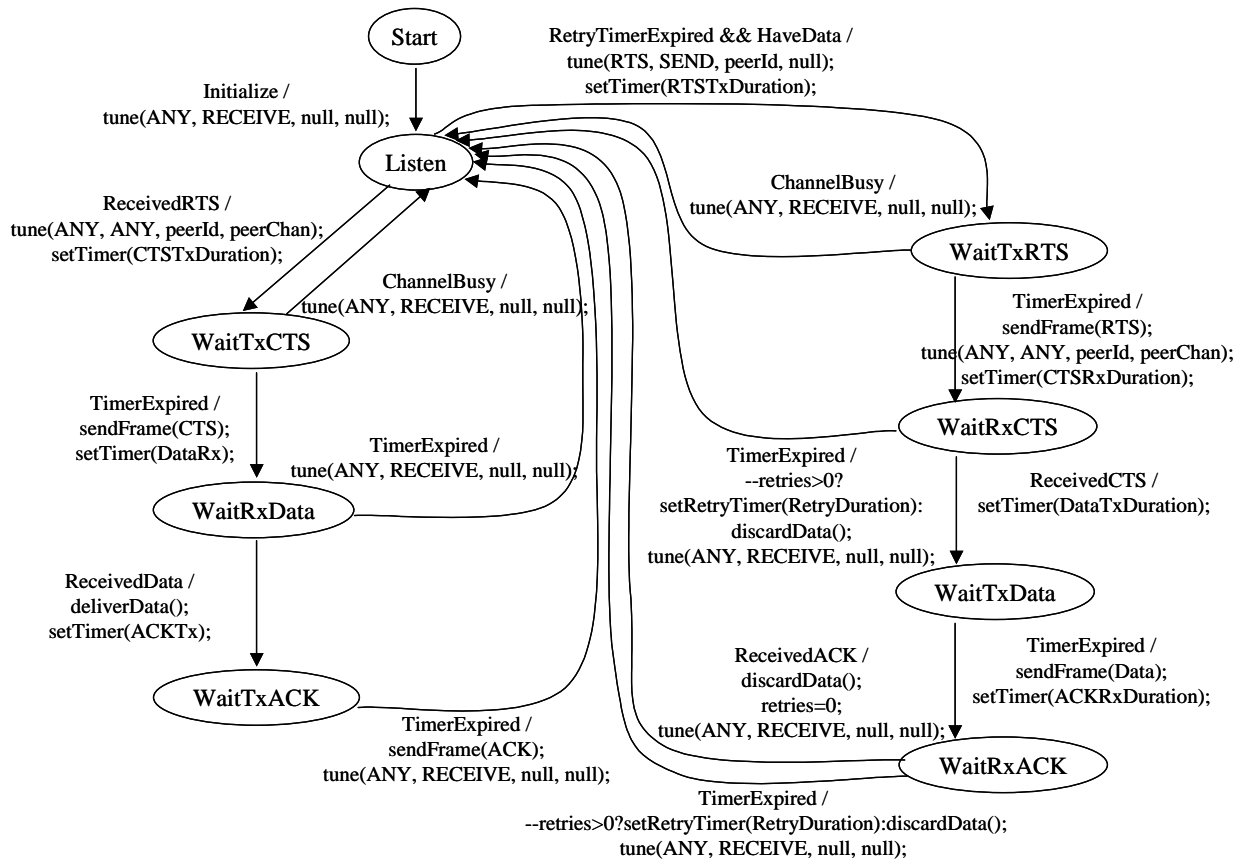 Start
Initialize /
tune(ANY, RECEIVE, null, null);
RetryTimerExpired && HaveData /
tune(RTS, SEND, peerId, null);
setTimer(RTSTxDuration);
Listen
ReceivedRTS /
tune(ANY, ANY, peerId, peerChan);
setTimer(CTSTxDuration);
ChannelBusy /
tune(ANY, RECEIVE, null, null);
WaitTxRTS
ChannelBusy /
tune(ANY, RECEIVE, null, null);
WaitTxCTS
TimerExpired /
sendFrame(RTS);
tune(ANY, ANY, peerId, peerChan);
setTimer(CTSRxDuration);
TimerExpired /
sendFrame(CTS);
setTimer(DataRx);
TimerExpired /
tune(ANY, RECEIVE, null, null);
WaitRxCTS
WaitRxData
TimerExpired /
--retries>0?
setRetryTimer(RetryDuration):
discardData();
tune(ANY, RECEIVE, null, null);
ReceivedCTS /
setTimer(DataTxDuration);
ReceivedData /
deliverData();
setTimer(ACKTx);
WaitTxData
WaitTxACK
ReceivedACK /
discardData();
retries=0;
tune(ANY, RECEIVE, null, null);
TimerExpired /
sendFrame(Data);
setTimer(ACKRxDuration);
TimerExpired /
sendFrame(ACK);
tune(ANY, RECEIVE, null, null);
WaitRxACK
TimerExpired /
--retries>0?setRetryTimer(RetryDuration):discardData();
tune(ANY, RECEIVE, null, null);